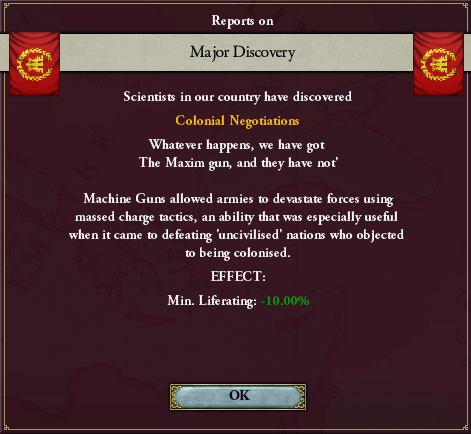 Reports on
Major Discovery
Scientists in our country have discovered
Colonial Negotiations
Whatever happens, we have got
The Maxim gun, and they have not'
Machine Guns allowed armies to devastate forces using
massed charge tactics, an ability that was especially useful
when it came to defeating 'uncivilised' nations who objected
to being colonised.
EFFECT:
Min. Liferating: -10.00%
OK